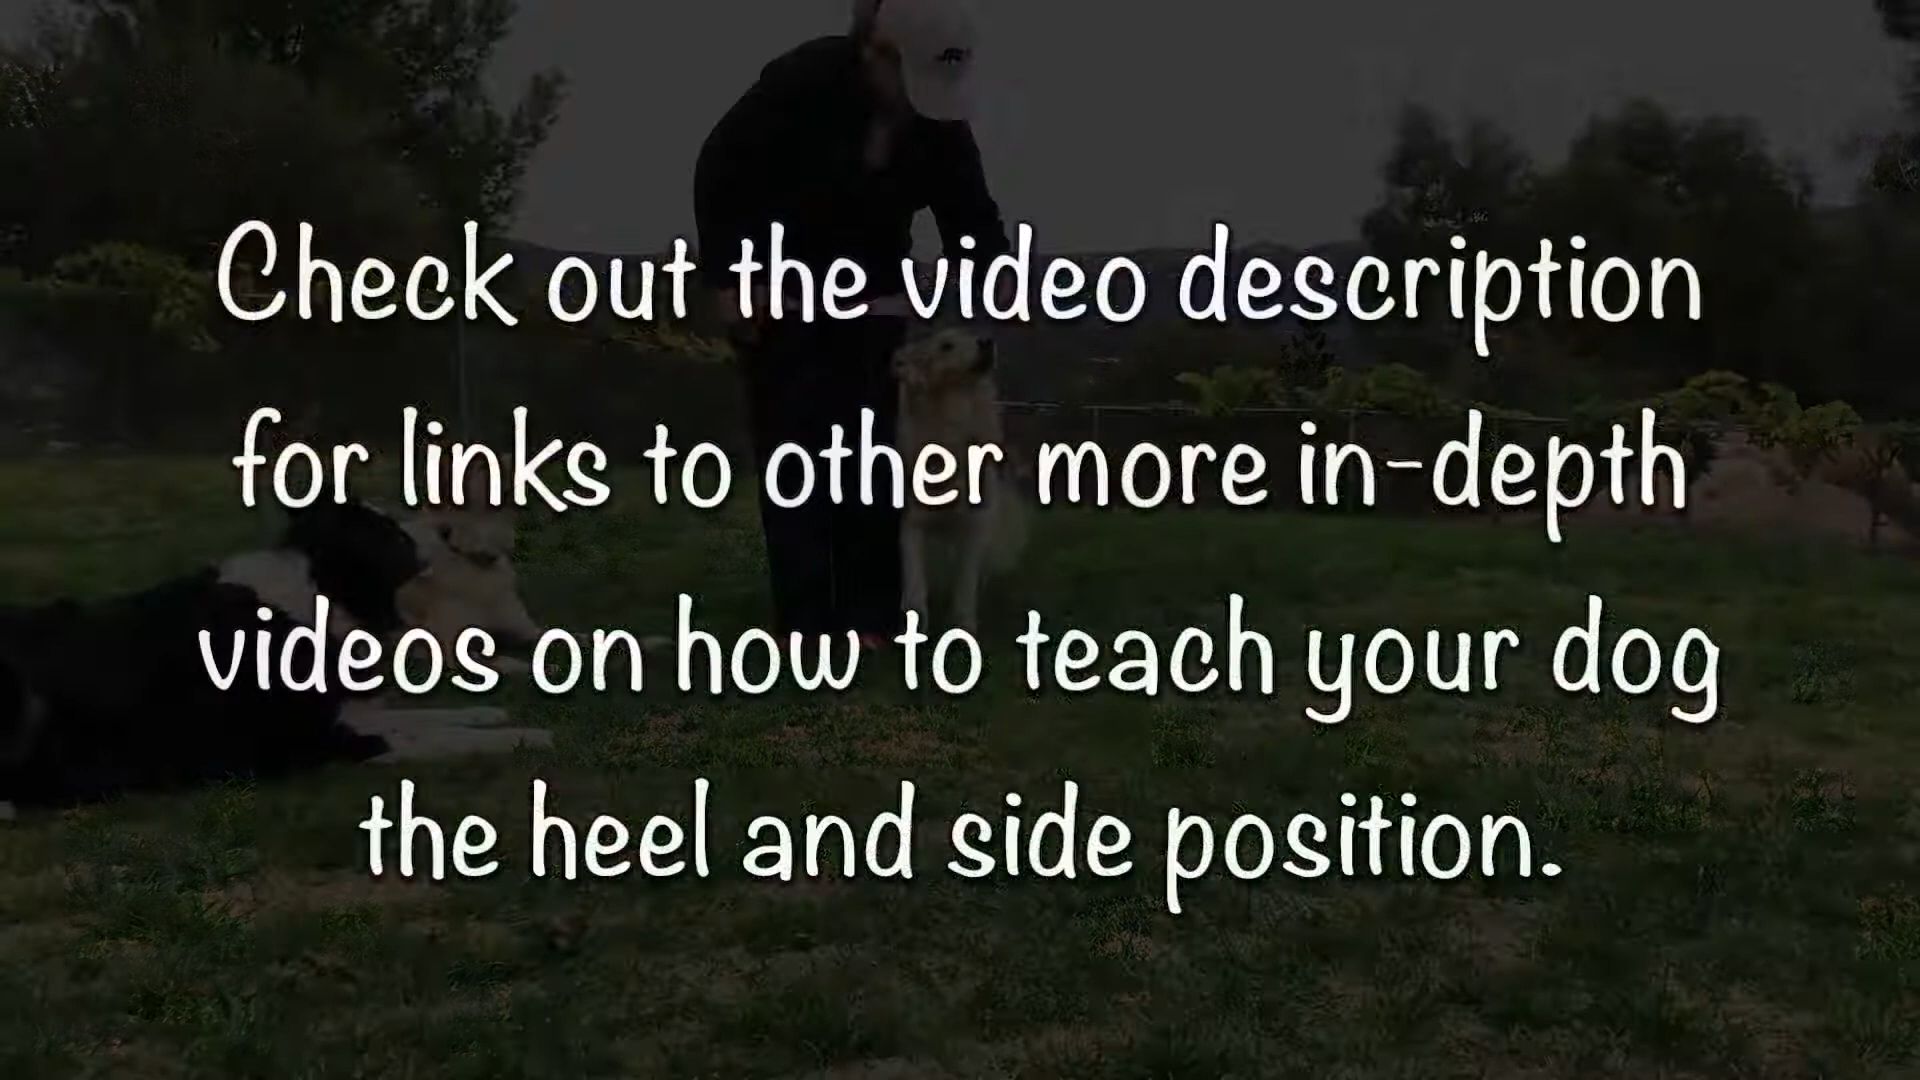 Check out the video description
for links to other more in-depth
videos on how to teach your dog
the heel and side position.